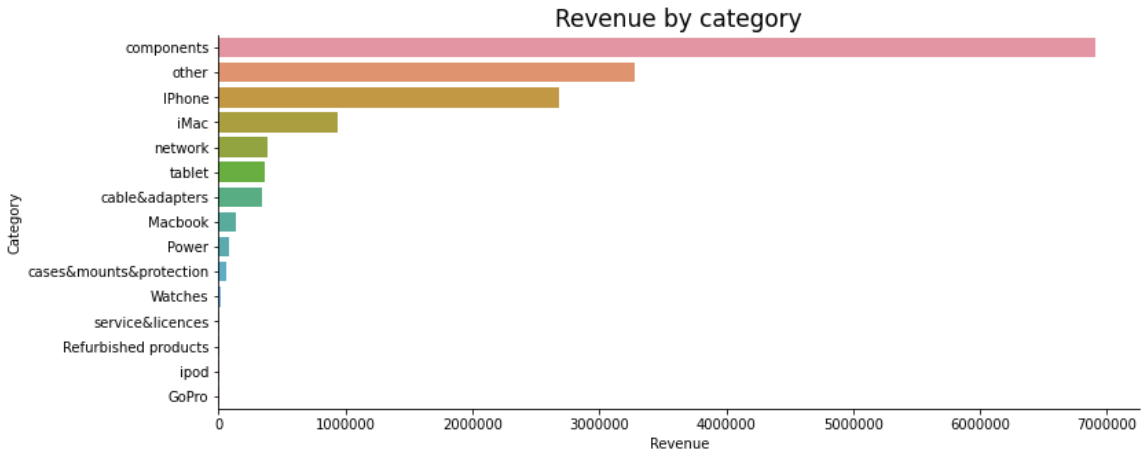 Revenue by category
components
other
IPhone
iMac
network
tablet
cable&adapters
Macbook
Power
cases&mounts&protection
Watches
service&licences
Refurbished products
ipod
GoPro
Category
0 1000000 2000000 3000000 4000000 5000000 6000000 7000000
Revenue